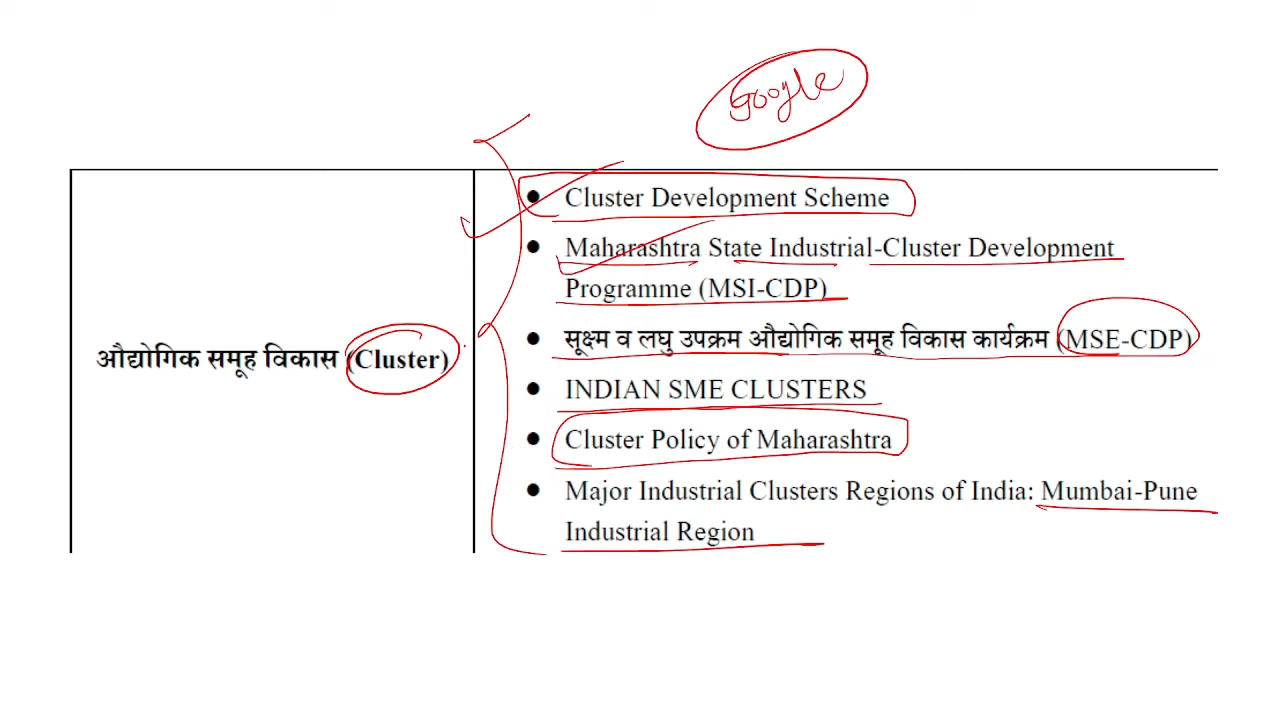 Google
● Cluster Development Scheme
● Maharashtra State Industrial-Cluster Development
Programme (MSI-CDP)
● सूक्ष्म व लघु उपक्रम औद्योगिक समूह विकास कार्यक्रम (MSE-CDP)
औद्योगिक समूह विकास (Cluster)
● INDIAN SME CLUSTERS
● Cluster Policy of Maharashtra
● Major Industrial Clusters Regions of India: Mumbai-Pune
Industrial Region